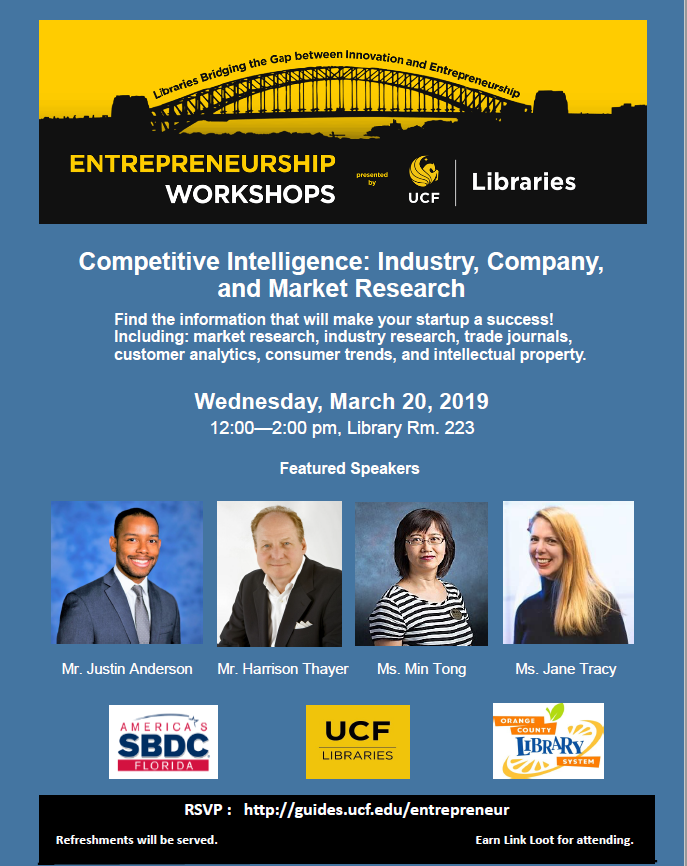 Libraries Bridging the Gap between Innovation and Entrepreneurship
ENTREPRENEURSHIP
WORKSHOPS
presented
by
UCF
Libraries
Competitive Intelligence: Industry, Company,
and Market Research
Find the information that will make your startup a success!
Including: market research, industry research, trade journals,
customer analytics, consumer trends, and intellectual property.
Wednesday, March 20, 2019
12:00—2:00 pm, Library Rm. 223
Featured Speakers
Mr. Justin Anderson
Mr. Harrison Thayer
Ms. Min Tong
Ms. Jane Tracy
AMERICA'S
SBDC
FLORIDA
UCF
LIBRARIES
ORANGE
COUNTY
LIBRARY
SYSTEM
RSVP :   http://guides.ucf.edu/entrepreneur
Refreshments will be served.
Earn Link Loot for attending.